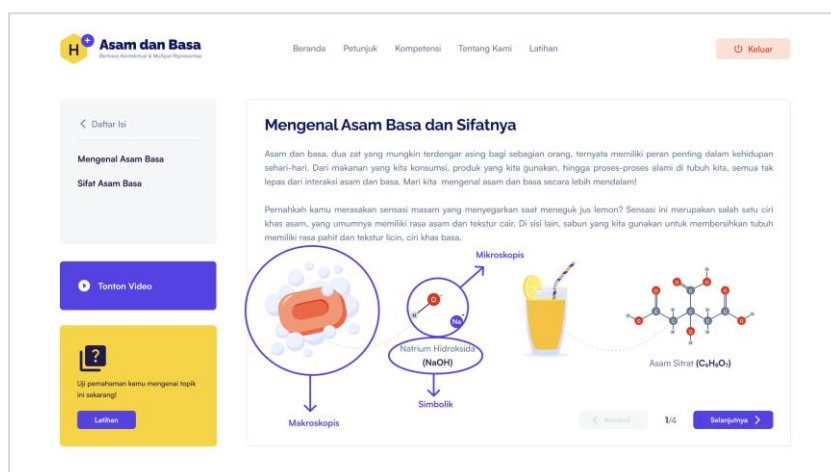 H+
Asam dan Basa
Berbasis Kontekstual & Multipel Representasi
Beranda Petunjuk Kompetensi Tentang Kami Latihan
Keluar
Daftar Isi
Mengenal Asam Basa
Sifat Asam Basa
Tonton Video
?
Uji pemahaman kamu mengenai topik
ini sekarang!
Latihan
Mengenal Asam Basa dan Sifatnya
Asam dan basa, dua zat yang mungkin terdengar asing bagi sebagian orang, ternyata memiliki peran penting dalam kehidupan
sehari-hari. Dari makanan yang kita konsumsi, produk yang kita gunakan, hingga proses-proses alami di tubuh kita, semua tak
lepas dari interaksi asam dan basa. Mari kita mengenal asam dan basa secara lebih mendalam!
Pernahkah kamu merasakan sensasi masam yang menyegarkan saat meneguk jus lemon? Sensasi ini merupakan salah satu ciri
khas asam, yang umumnya memiliki rasa asam dan tekstur cair. Di sisi lain, sabun yang kita gunakan untuk membersihkan tubuh
memiliki rasa pahit dan tekstur licin, ciri khas basa.
Mikroskopis
H O Na
Natrium Hidroksida
(NaOH)
Simbolik
Makroskopis
Asam Sitrat (C₆H₈O₇)
Kembali
1/4
Selanjutnya